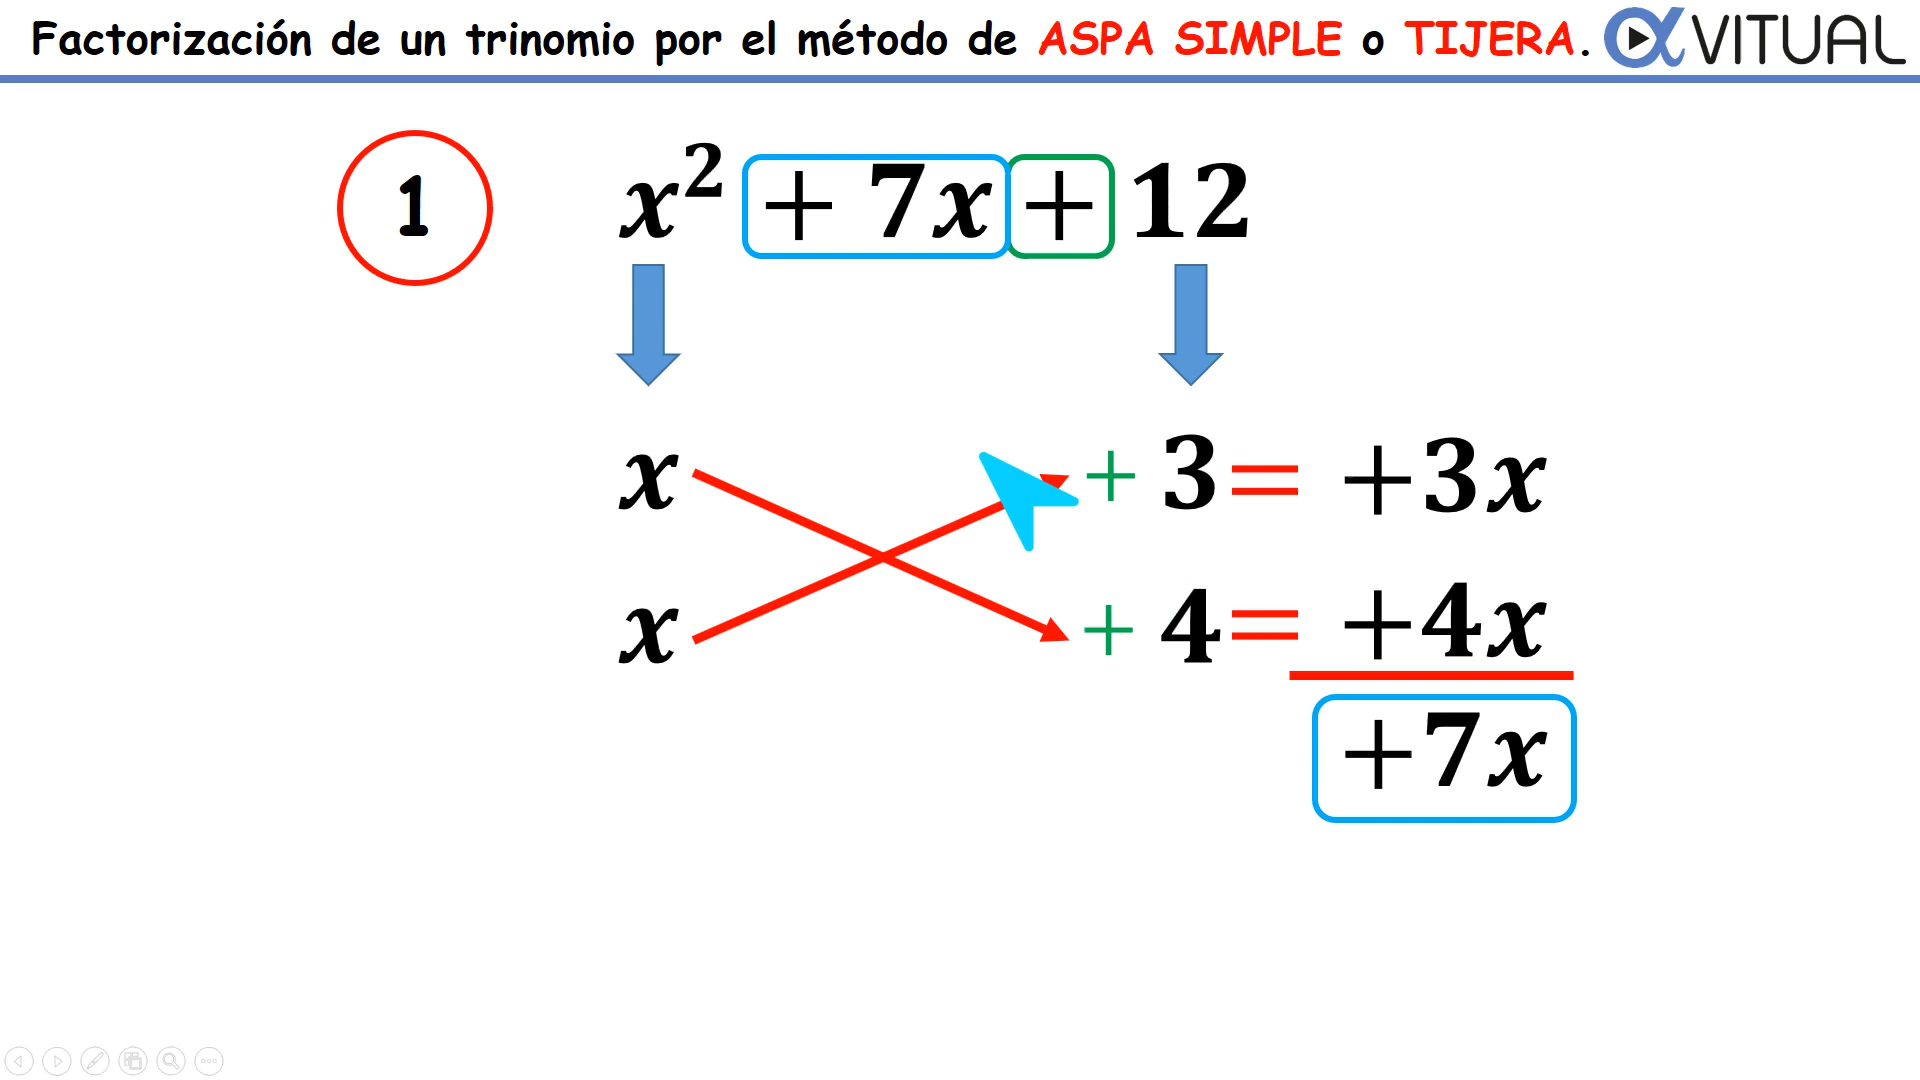 Factorización de un trinomio por el método de ASPA SIMPLE o TIJERA. VITUAL
1
x² + 7x + 12
x + 3 = +3x
x + 4 = +4x
+7x